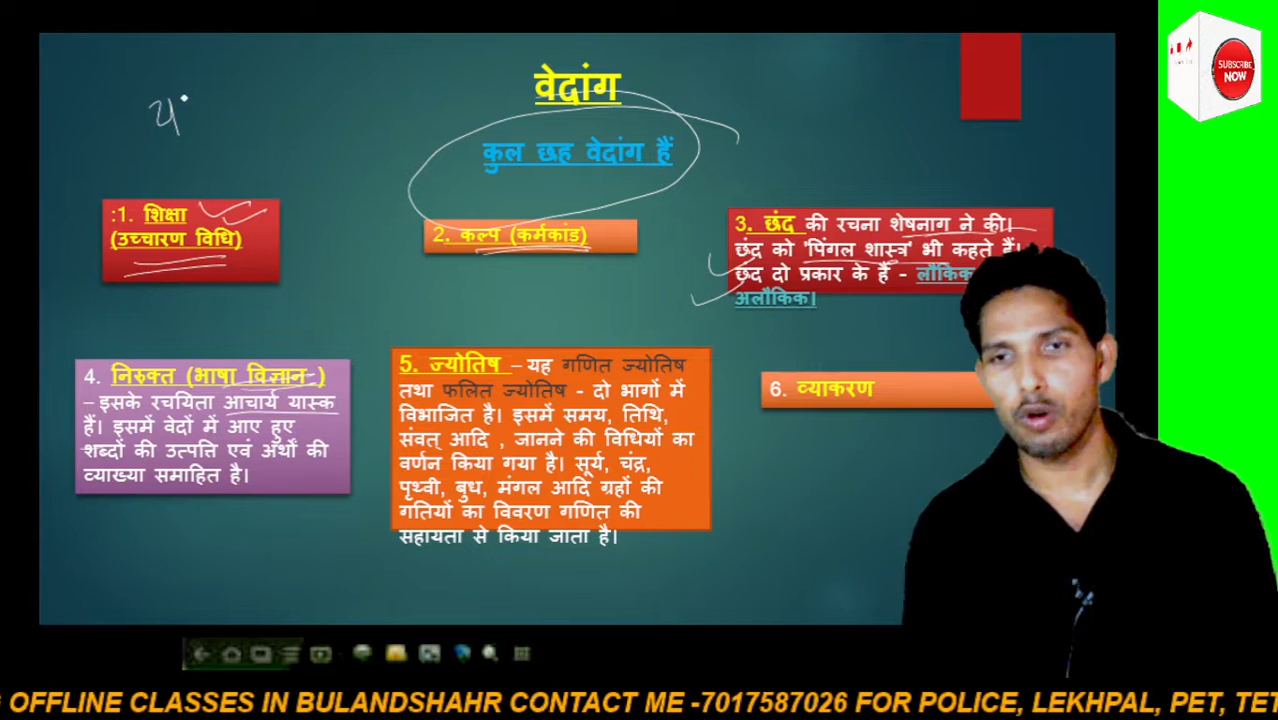 वेदांग
कुल छह वेदांग हैं
:1. शिक्षा
(उच्चारण विधि)
2. कल्प (कर्मकांड)
3. छंद की रचना शेषनाग ने की।
छंद को 'पिंगल शास्त्र' भी कहते हैं।
छंद दो प्रकार के हैं - लौकिक
अलौकिक।
4. निरुक्त (भाषा विज्ञान-)
– इसके रचयिता आचार्य यास्क
हैं। इसमें वेदों में आए हुए
शब्दों की उत्पत्ति एवं अर्थों की
व्याख्या समाहित है।
5. ज्योतिष – यह गणित ज्योतिष
तथा फलित ज्योतिष - दो भागों में
विभाजित है। इसमें समय, तिथि,
संवत् आदि , जानने की विधियों का
वर्णन किया गया है। सूर्य, चंद्र,
पृथ्वी, बुध, मंगल आदि ग्रहों की
गतियों का विवरण गणित की
सहायता से किया जाता है।
6. व्याकरण
SUBSCRIBE
NOW
OFFLINE CLASSES IN BULANDSHAHR CONTACT ME -7017587026 FOR POLICE, LEKHPAL, PET, TET